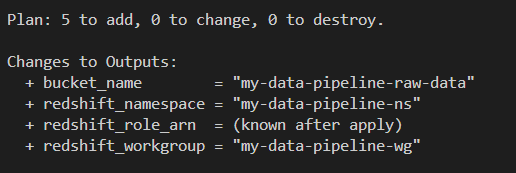 Plan: 5 to add, 0 to change, 0 to destroy.
Changes to Outputs:
+ bucket_name = "my-data-pipeline-raw-data"
+ redshift_namespace = "my-data-pipeline-ns"
+ redshift_role_arn = (known after apply)
+ redshift_workgroup = "my-data-pipeline-wg"